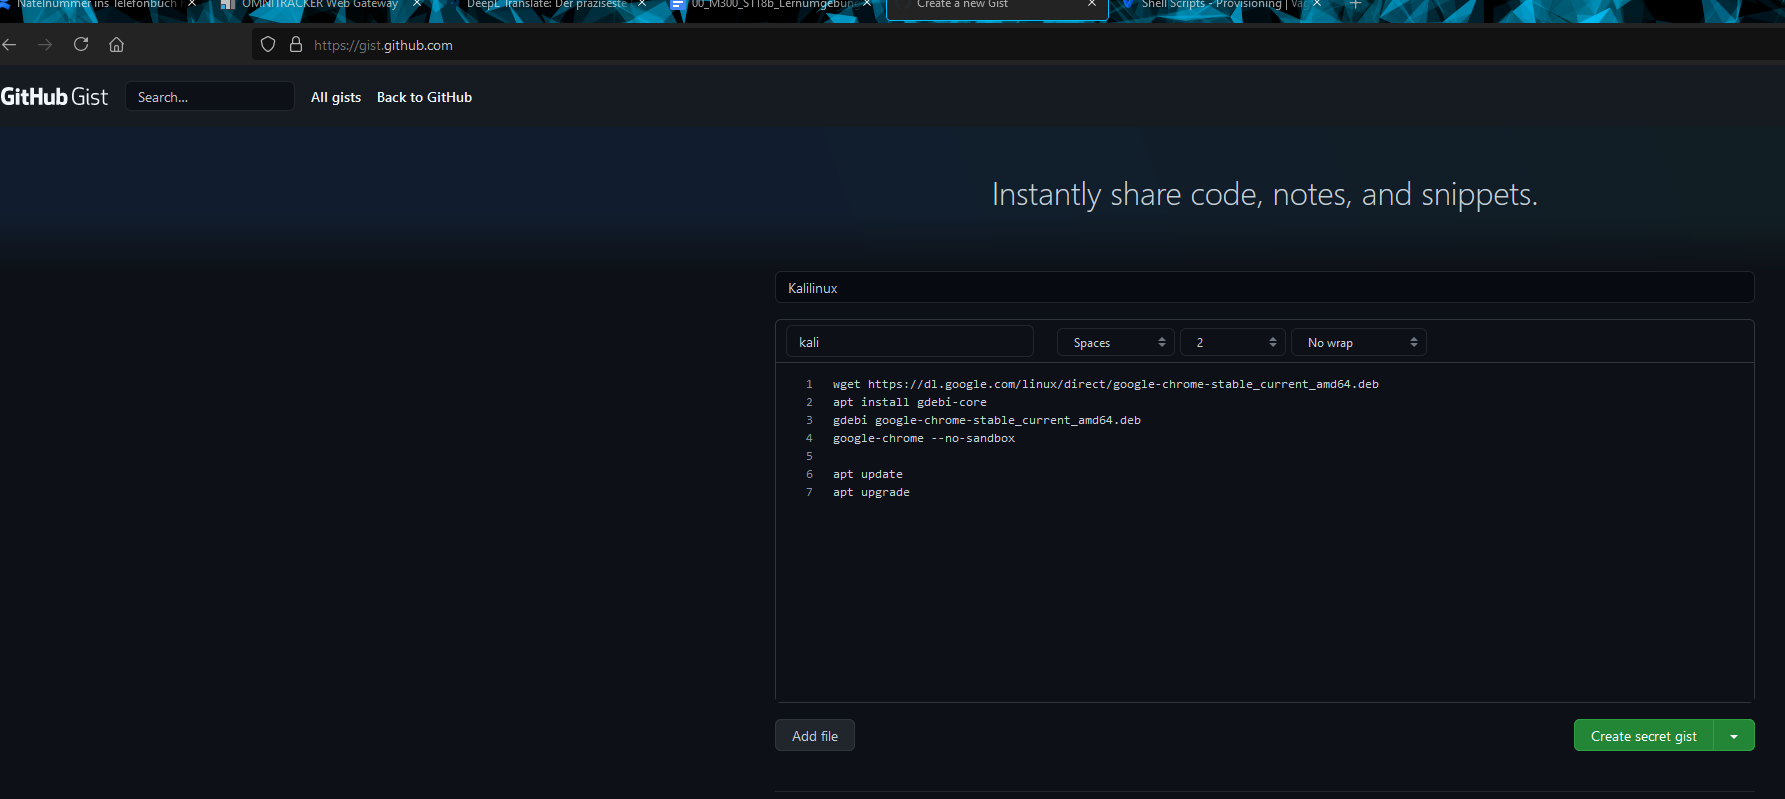 Natelnummer ins Telefonbuch
OMNITRACKER Web Gateway
DeepL Translate: Der präziseste
00_M300_ST18b_Lernumgebun
Create a new Gist
Shell Scripts - Provisioning | Va
https://gist.github.com
GitHub Gist
Search...
All gists
Back to GitHub
Instantly share code, notes, and snippets.
Kalilinux
kali
Spaces
2
No wrap
1 wget https://dl.google.com/linux/direct/google-chrome-stable_current_amd64.deb
2 apt install gdebi-core
3 gdebi google-chrome-stable_current_amd64.deb
4 google-chrome --no-sandbox
5
6 apt update
7 apt upgrade
Add file
Create secret gist